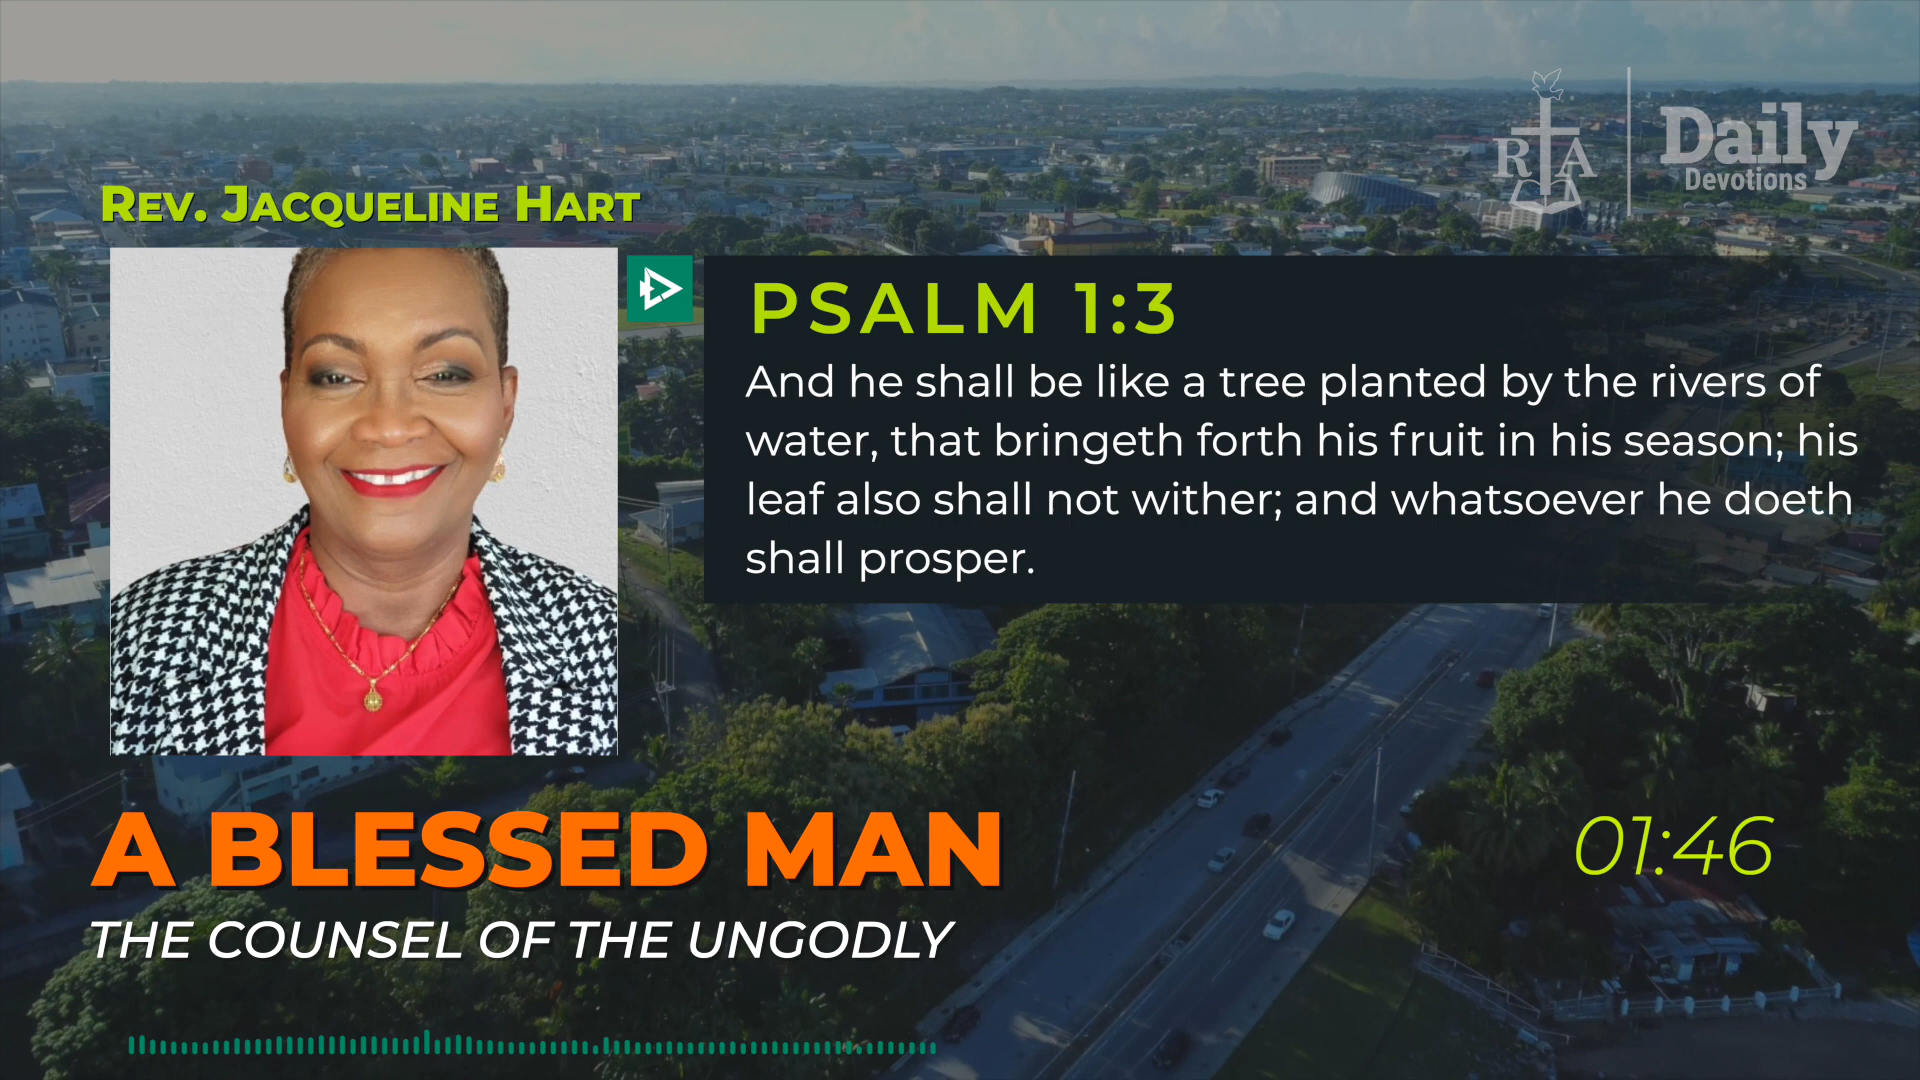 REV. JACQUELINE HART
R A
Daily
Devotions
PSALM 1:3
And he shall be like a tree planted by the rivers of
water, that bringeth forth his fruit in his season; his
leaf also shall not wither; and whatsoever he doeth
shall prosper.
A BLESSED MAN
THE COUNSEL OF THE UNGODLY
01:46